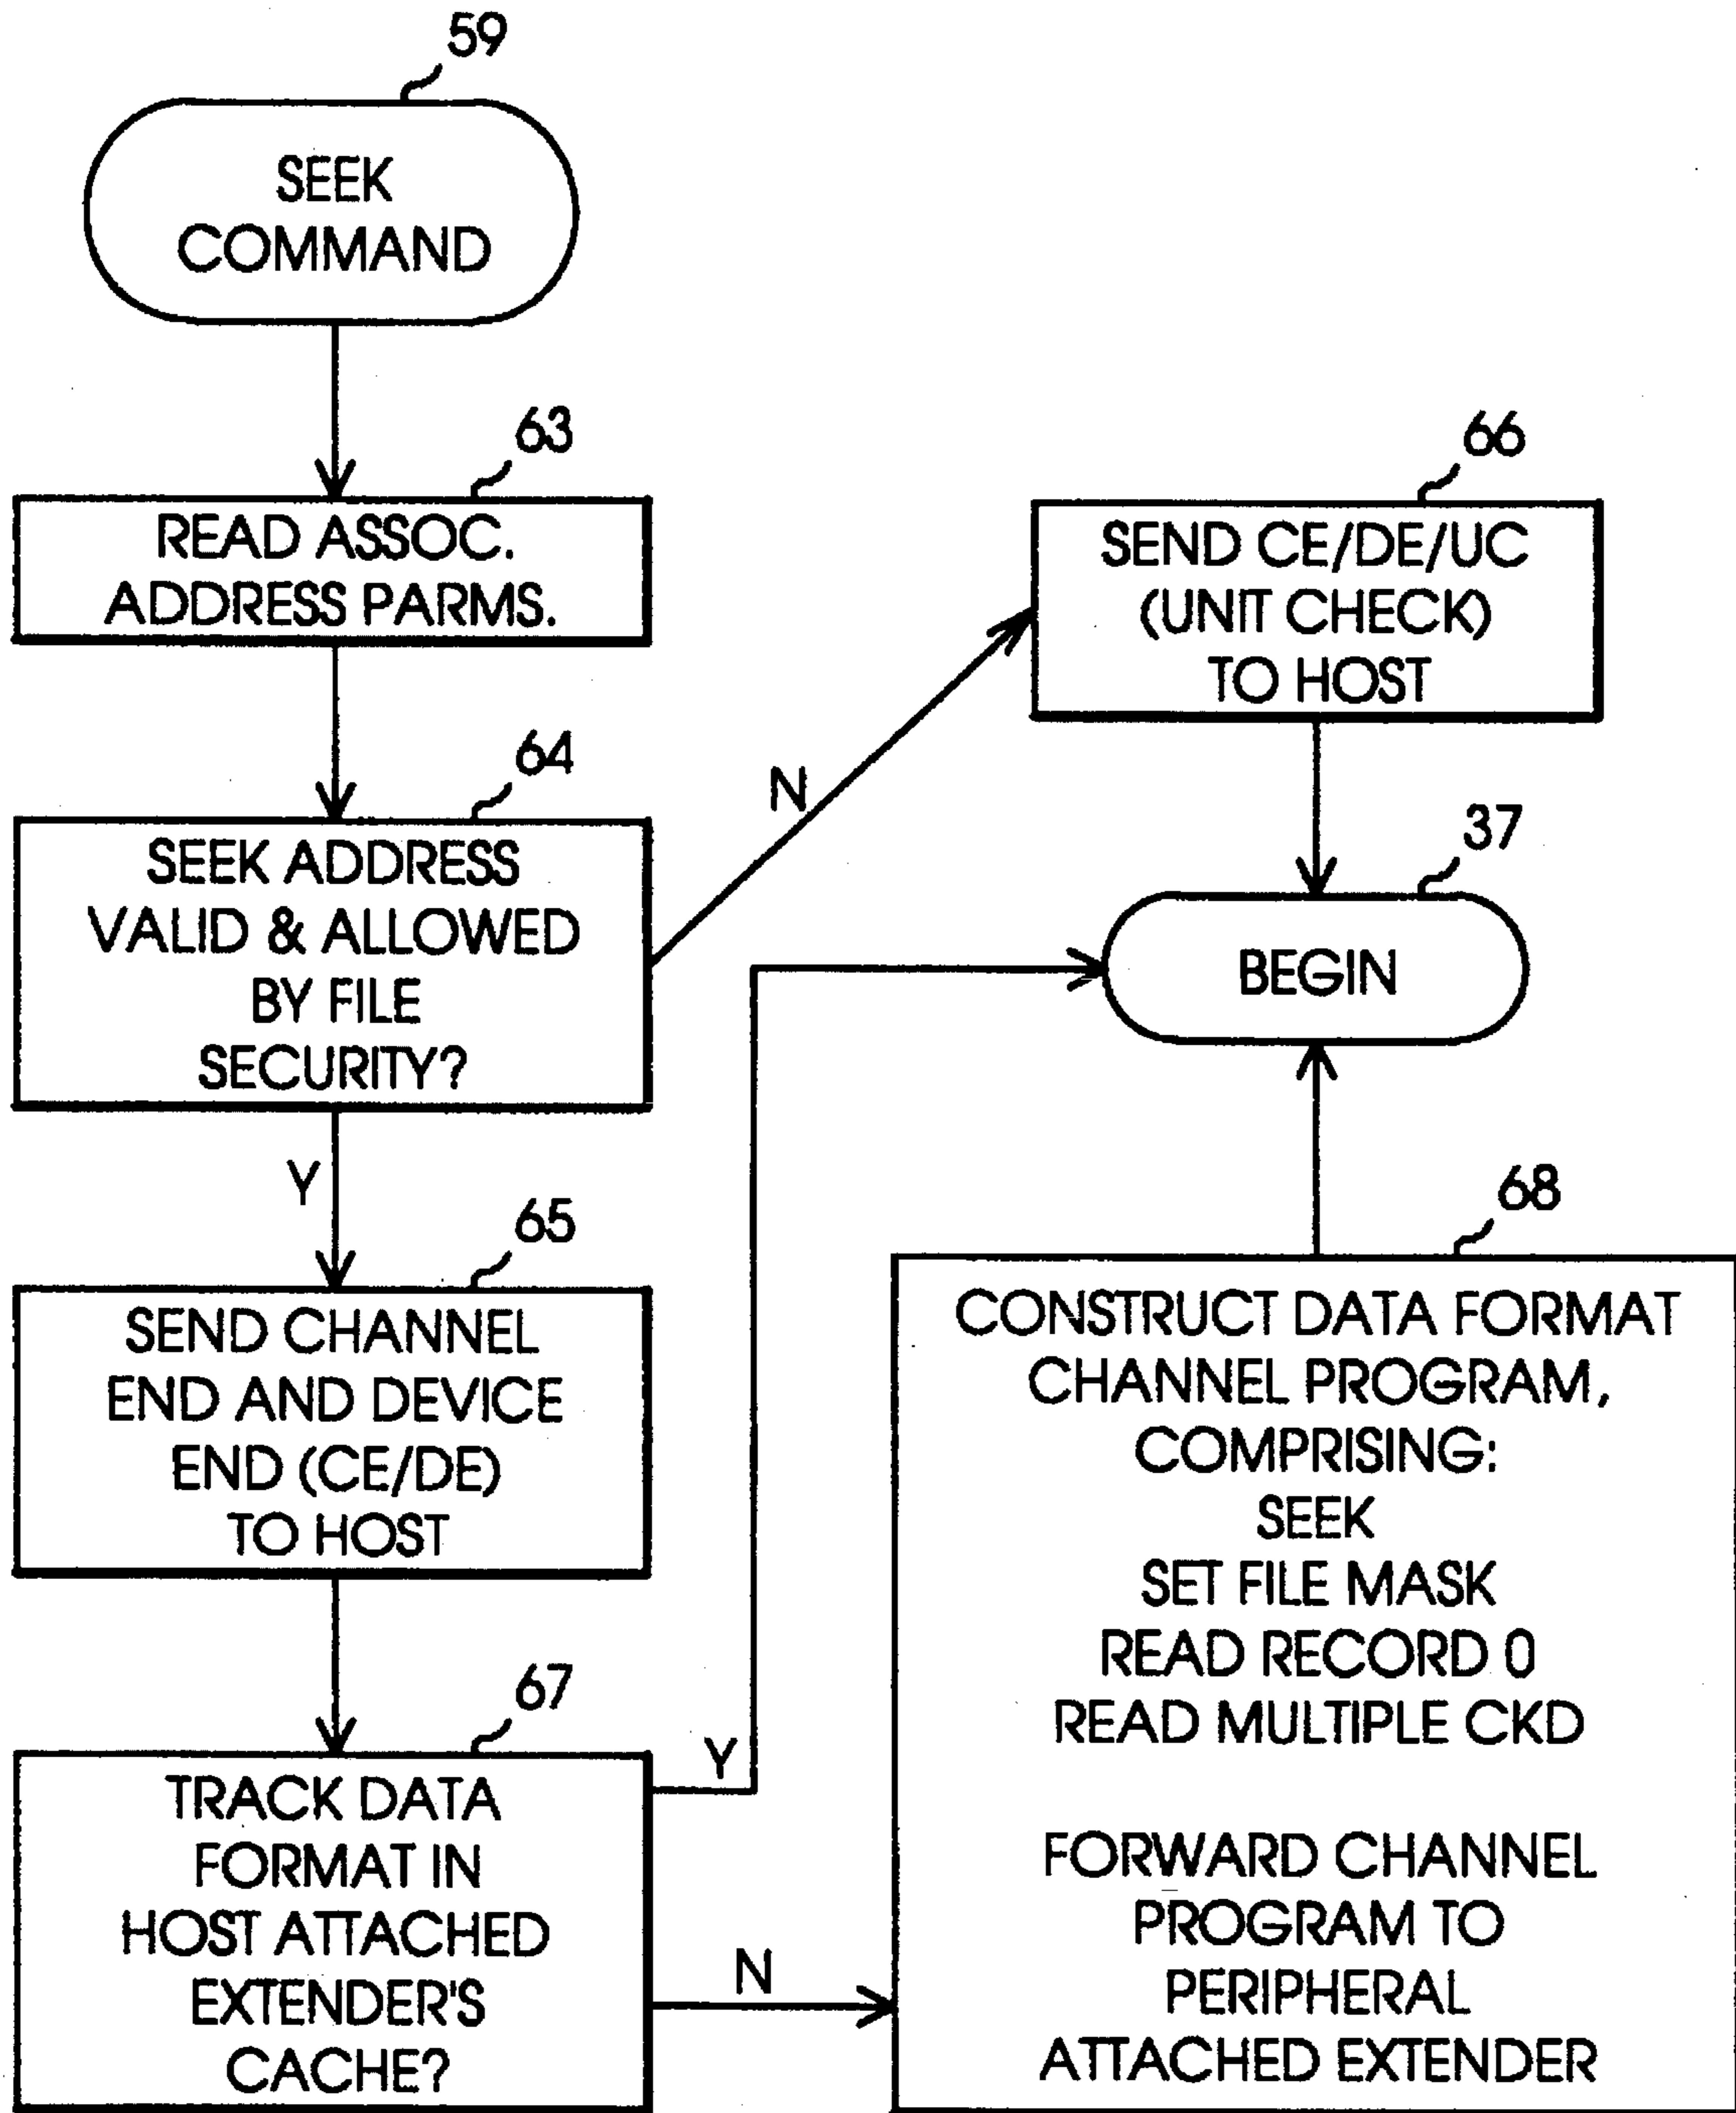 59
SEEK
COMMAND
63
READ ASSOC.
ADDRESS PARMS.
64
SEEK ADDRESS
VALID & ALLOWED
BY FILE
SECURITY?
N
66
SEND CE/DE/UC
(UNIT CHECK)
TO HOST
37
BEGIN
Y
65
SEND CHANNEL
END AND DEVICE
END (CE/DE)
TO HOST
67
TRACK DATA
FORMAT IN
HOST ATTACHED
EXTENDER'S
CACHE?
Y
N
68
CONSTRUCT DATA FORMAT
CHANNEL PROGRAM,
COMPRISING:
SEEK
SET FILE MASK
READ RECORD 0
READ MULTIPLE CKD
FORWARD CHANNEL
PROGRAM TO
PERIPHERAL
ATTACHED EXTENDER